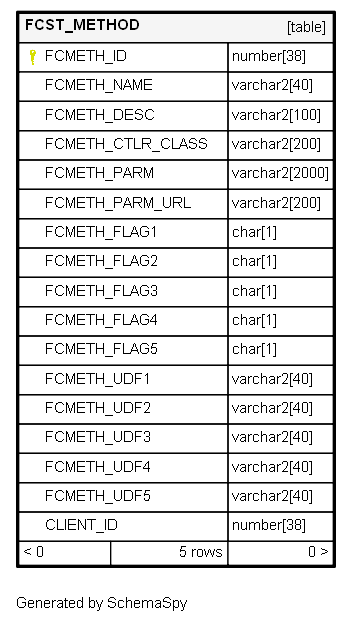 FCST_METHOD [table]
FCMETH_ID number[38]
FCMETH_NAME varchar2[40]
FCMETH_DESC varchar2[100]
FCMETH_CTLR_CLASS varchar2[200]
FCMETH_PARM varchar2[2000]
FCMETH_PARM_URL varchar2[200]
FCMETH_FLAG1 char[1]
FCMETH_FLAG2 char[1]
FCMETH_FLAG3 char[1]
FCMETH_FLAG4 char[1]
FCMETH_FLAG5 char[1]
FCMETH_UDF1 varchar2[40]
FCMETH_UDF2 varchar2[40]
FCMETH_UDF3 varchar2[40]
FCMETH_UDF4 varchar2[40]
FCMETH_UDF5 varchar2[40]
CLIENT_ID number[38]
< 0 5 rows 0 >
Generated by SchemaSpy